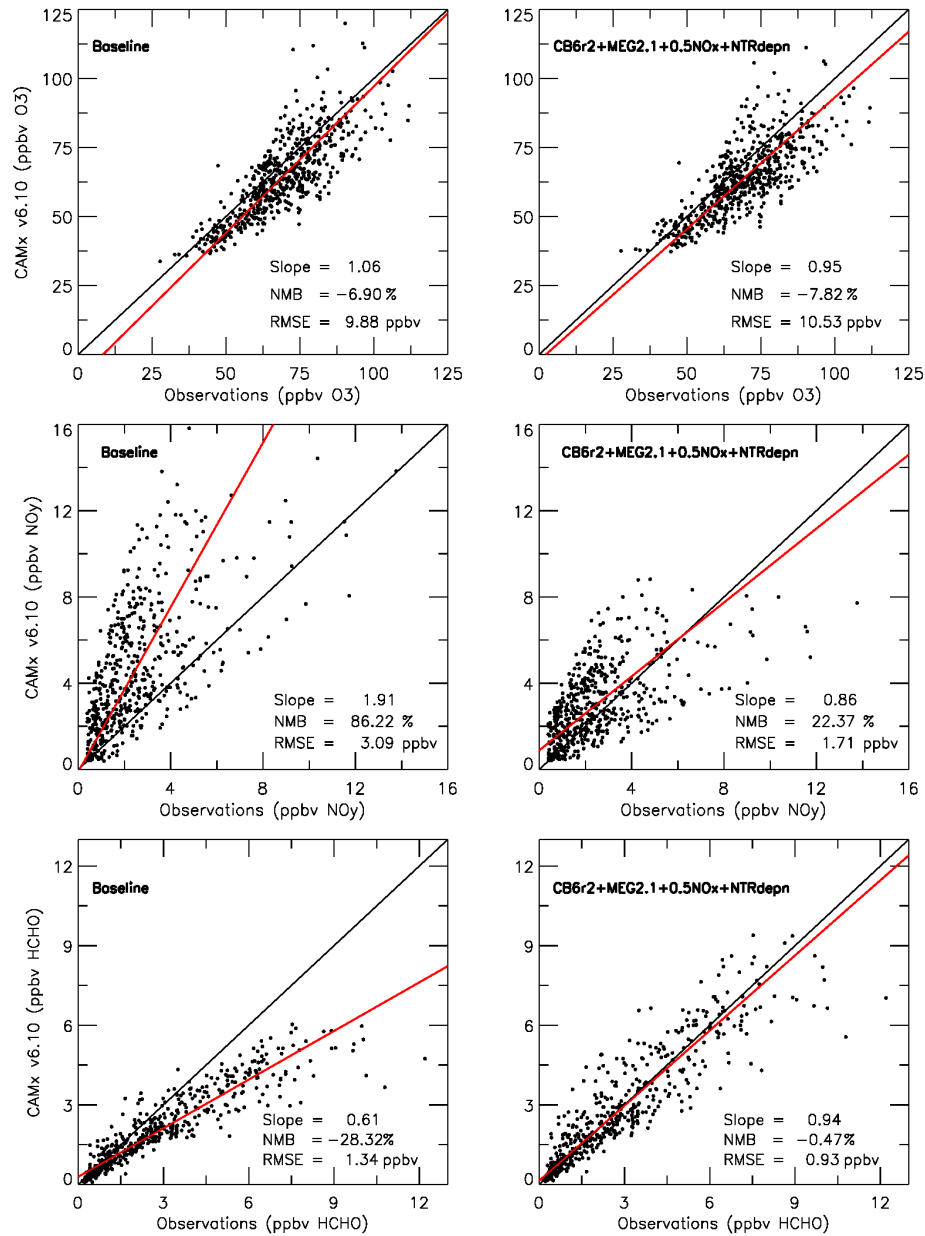 Baseline
CAMx v6.10 (ppbv O3)
125
100
75
50
25
0
Slope = 1.06
NMB = −6.90 %
RMSE = 9.88 ppbv
0 25 50 75 100 125
Observations (ppbv O3)
CB6r2+MEG2.1+0.5NOx+NTRdepn
125
100
75
50
25
0
Slope = 0.95
NMB = −7.82 %
RMSE = 10.53 ppbv
0 25 50 75 100 125
Observations (ppbv O3)
Baseline
CAMx v6.10 (ppbv NOy)
16
12
8
4
0
Slope = 1.91
NMB = 86.22 %
RMSE = 3.09 ppbv
0 4 8 12 16
Observations (ppbv NOy)
CB6r2+MEG2.1+0.5NOx+NTRdepn
16
12
8
4
0
Slope = 0.86
NMB = 22.37 %
RMSE = 1.71 ppbv
0 4 8 12 16
Observations (ppbv NOy)
Baseline
CAMx v6.10 (ppbv HCHO)
12
9
6
3
0
Slope = 0.61
NMB = −28.32%
RMSE = 1.34 ppbv
0 3 6 9 12
Observations (ppbv HCHO)
CB6r2+MEG2.1+0.5NOx+NTRdepn
12
9
6
3
0
Slope = 0.94
NMB = −0.47%
RMSE = 0.93 ppbv
0 3 6 9 12
Observations (ppbv HCHO)